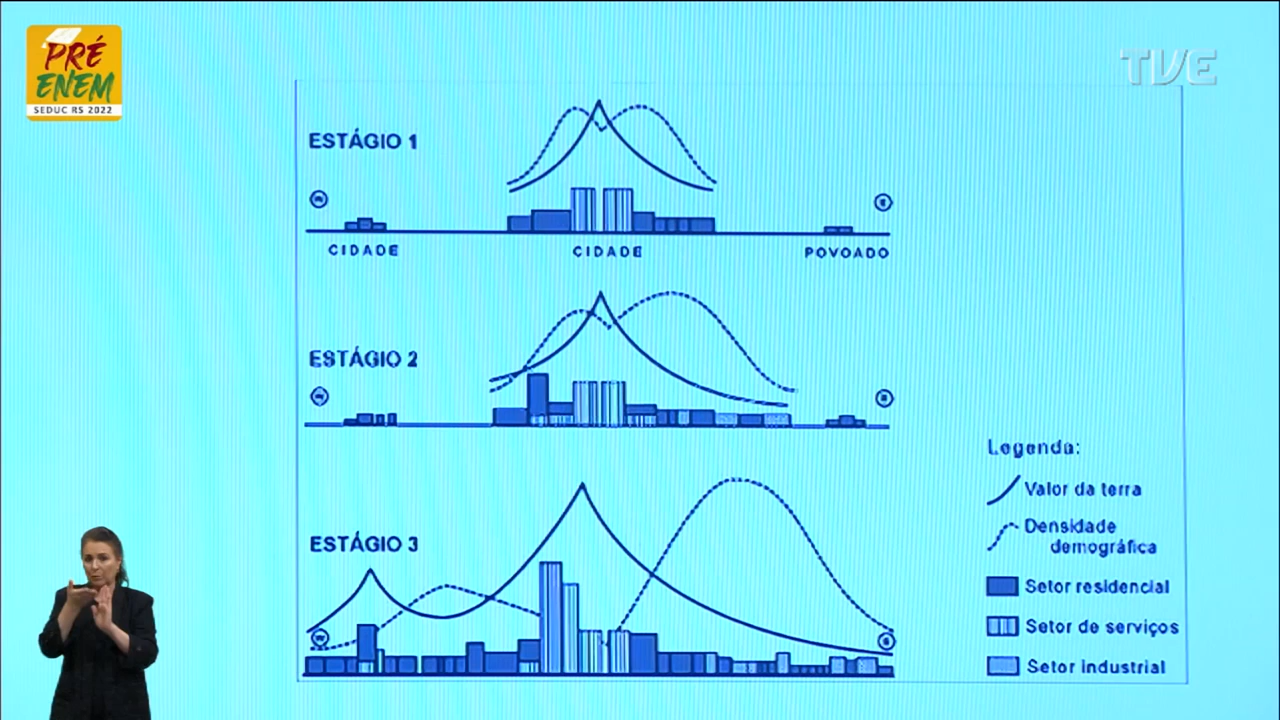 PRÉ
ENEM
SEDUC RS 2022
TVE
ESTÁGIO 1
CIDADE
CIDADE
POVOADO
ESTÁGIO 2
ESTÁGIO 3
Legenda:
Valor da terra
Densidade
demográfica
Setor residencial
Setor de serviços
Setor industrial